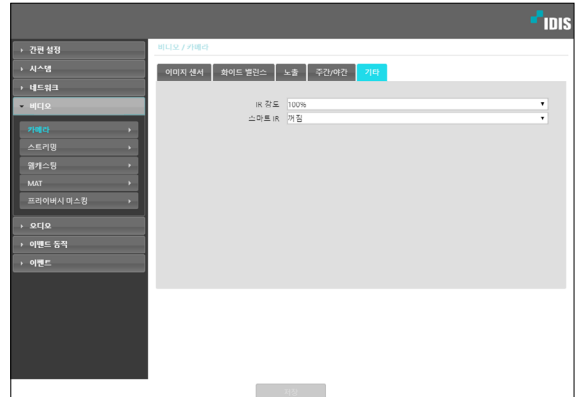 IDIS
간편 설정
시스템
네트워크
비디오
카메라
스트리밍
웹캐스팅
MAT
프라이버시 마스킹
오디오
이벤트 동작
이벤트
비디오 / 카메라
이미지 센서 화이트 밸런스 노출 주간/야간 기타
IR 강도 100%
스마트 IR 꺼짐